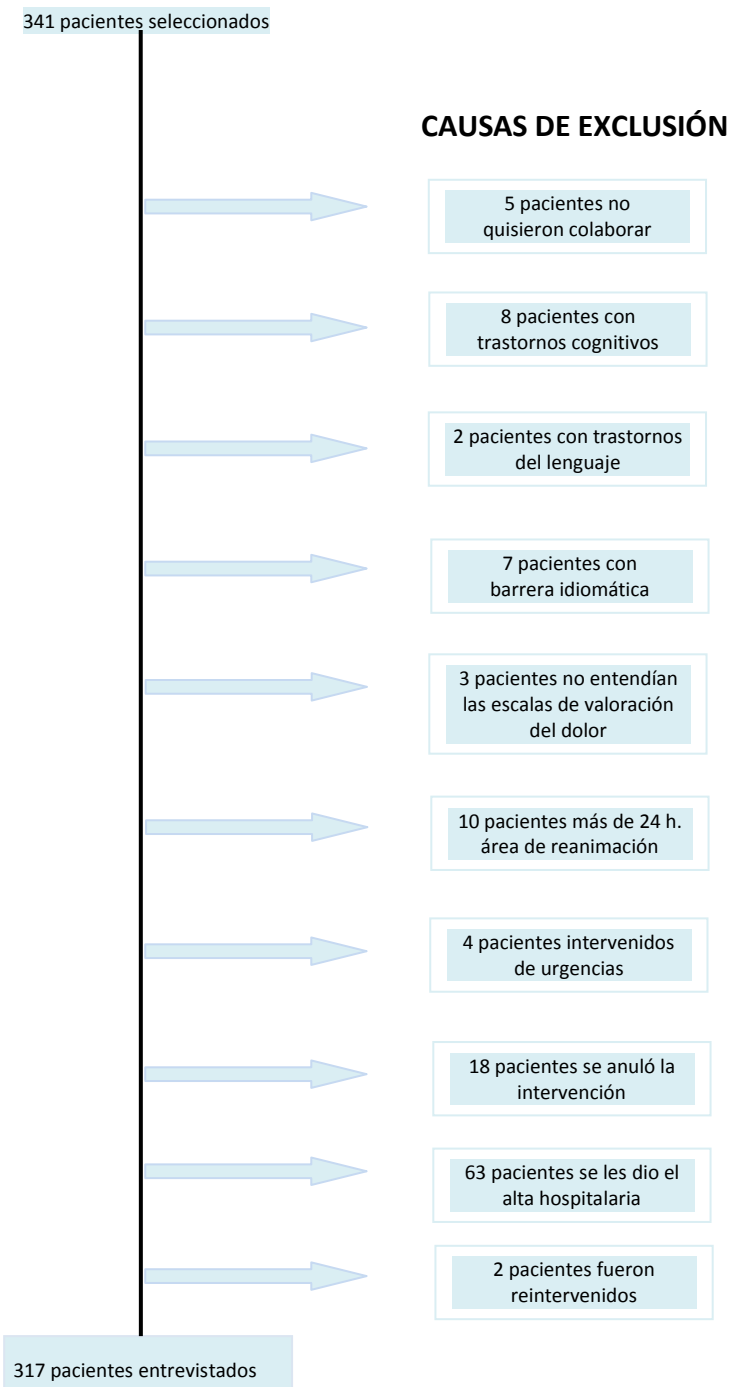 341 pacientes seleccionados
CAUSAS DE EXCLUSIÓN
5 pacientes no
quisieron colaborar
8 pacientes con
trastornos cognitivos
2 pacientes con trastornos
del lenguaje
7 pacientes con
barrera idiomática
3 pacientes no entendían
las escalas de valoración
del dolor
10 pacientes más de 24 h.
área de reanimación
4 pacientes intervenidos
de urgencias
18 pacientes se anuló la
intervención
63 pacientes se les dio el
alta hospitalaria
2 pacientes fueron
reintervenidos
317 pacientes entrevistados